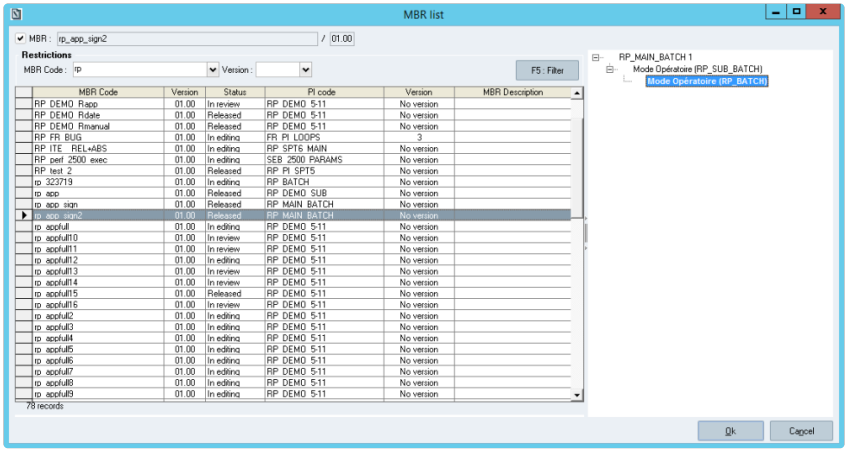 MBR list
MBR : rp_app_sign2 / 01.00
Restrictions
MBR Code : rp Version : F5 : Filter
MBR Code Version Status PI code Version MBR Description
RP DEMO Rapp 01.00 In review RP DEMO 5-11 No version
RP DEMO Rdate 01.00 Released RP DEMO 5-11 No version
RP DEMO Rmanual 01.00 Released RP DEMO 5-11 No version
RP FR BUG 01.00 In editing FR PI LOOPS 3
RP ITE REL+ABS 01.00 In editing RP SPT6 MAIN No version
RP perf 2500 exec 01.00 In editing SEB 2500 PARAMS No version
RP test 2 01.00 Released RP PI SPT5 No version
rp 323719 01.00 In editing RP BATCH No version
rp app 01.00 Released RP DEMO SUB No version
rp app sign 01.00 Released RP MAIN BATCH No version
rp app sign2 01.00 Released RP MAIN BATCH No version
rp appfull 01.00 In editing RP DEMO 5-11 No version
rp appfull10 01.00 In review RP DEMO 5-11 No version
rp appfull11 01.00 In review RP DEMO 5-11 No version
rp appfull12 01.00 In editing RP DEMO 5-11 No version
rp appfull13 01.00 In review RP DEMO 5-11 No version
rp appfull14 01.00 In review RP DEMO 5-11 No version
rp appfull15 01.00 Released RP DEMO 5-11 No version
rp appfull16 01.00 In review RP DEMO 5-11 No version
rp appfull2 01.00 In editing RP DEMO 5-11 No version
rp appfull3 01.00 In editing RP DEMO 5-11 No version
rp appfull4 01.00 In editing RP DEMO 5-11 No version
rp appfull5 01.00 In editing RP DEMO 5-11 No version
rp appfull6 01.00 In editing RP DEMO 5-11 No version
rp appfull7 01.00 In editing RP DEMO 5-11 No version
rp appfull8 01.00 In editing RP DEMO 5-11 No version
rp appfull9 01.00 In editing RP DEMO 5-11 No version
78 records
RP_MAIN_BATCH 1
Mode Opératoire (RP_SUB_BATCH)
Mode Opératoire (RP_BATCH)
Ok Cancel